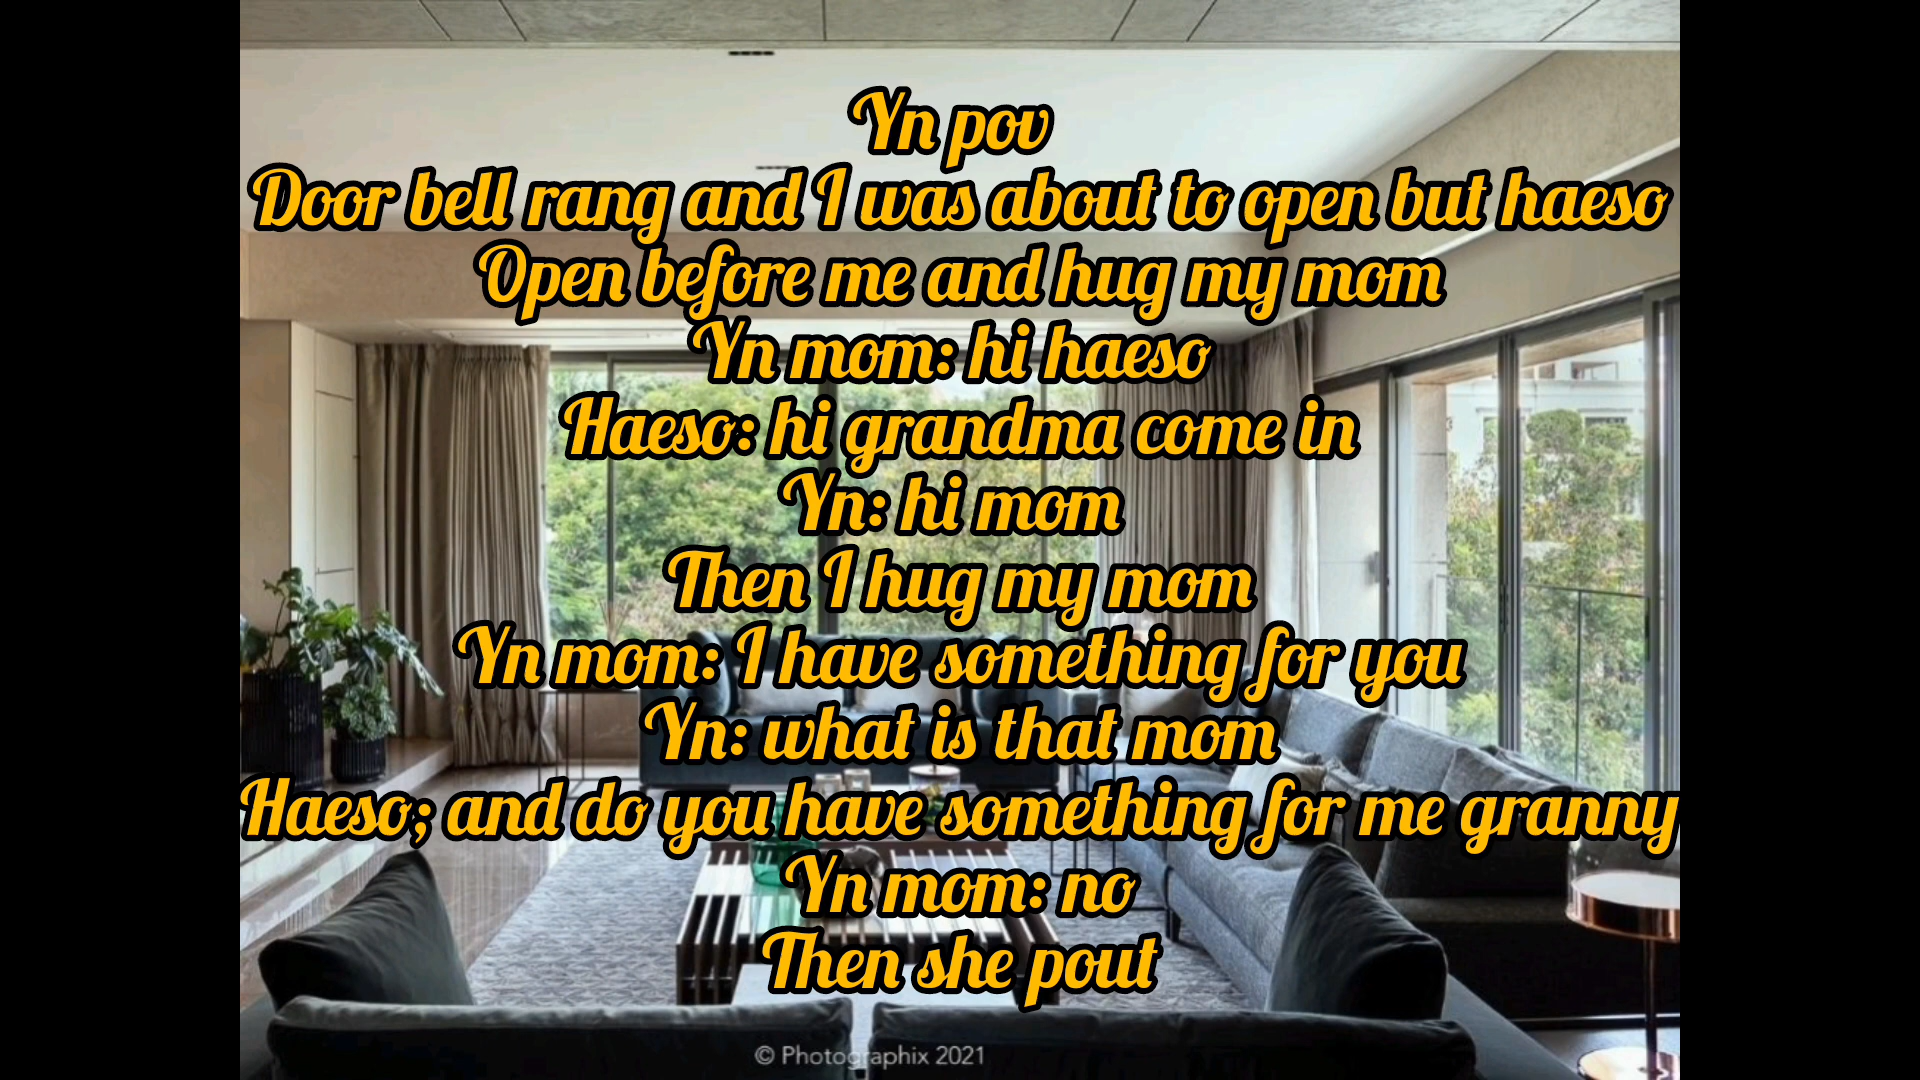 Yn pov
Door bell rang and I was about to open but haeso
Open before me and hug my mom
Yn mom: hi haeso
Haeso: hi grandma come in
Yn: hi mom
Then I hug my mom
Yn mom: I have something for you
Yn: what is that mom
Haeso; and do you have something for me granny
Yn mom: no
Then she pout
© Photographix 2021